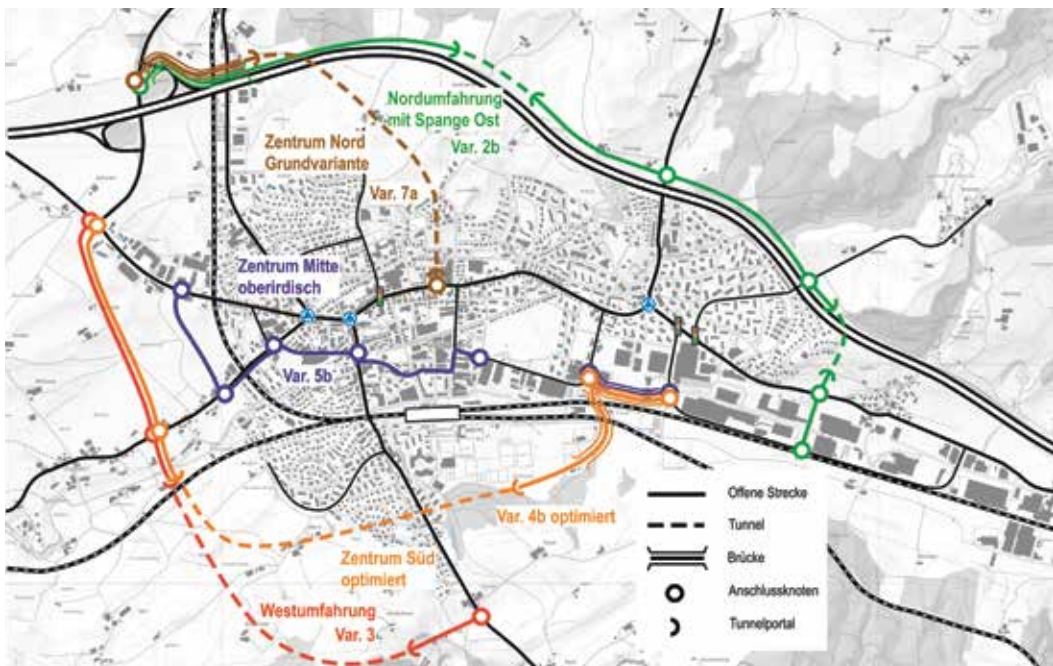 Nordumfahrung
mit Spange Ost
Var. 2b
Zentrum Nord
Grundvariante
Var. 7a
Zentrum Mitte
oberirdisch
Var. 5b
Var. 4b optimiert
Zentrum Süd
optimiert
Westumfahrung
Var. 3
Offene Strecke
Tunnel
Brücke
Anschlussknoten
Tunnelportal